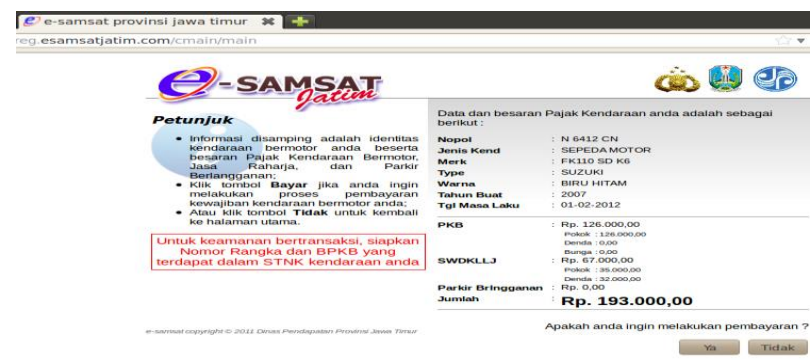 e-samsat provinsi jawa timur
reg.esamsatjatim.com/cmain/main
e-SAMSAT
Jatim
Petunjuk
• Informasi disamping adalah identitas
kendaraan bermotor anda beserta
besaran Pajak Kendaraan Bermotor,
Jasa Raharja, dan Parkir
Berlangganan;
• Klik tombol Bayar jika anda ingin
melakukan proses pembayaran
kewajiban kendaraan bermotor anda;
• Atau klik tombol Tidak untuk kembali
ke halaman utama.
Untuk keamanan bertransaksi, siapkan
Nomor Rangka dan BPKB yang
terdapat dalam STNK kendaraan anda
e-samsat copyright © 2011 Dinas Pendapatan Provinsi Jawa Timur
Data dan besaran Pajak Kendaraan anda adalah sebagai
berikut :
Nopol : N 6412 CN
Jenis Kend : SEPEDA MOTOR
Merk : FK110 SD K6
Type : SUZUKI
Warna : BIRU HITAM
Tahun Buat : 2007
Tgl Masa Laku : 01-02-2012
PKB : Rp. 126.000,00
Pokok : 126.000,00
Denda : 0,00
Bunga : 0,00
SWDKLLJ : Rp. 67.000,00
Pokok : 35.000,00
Denda : 32.000,00
Parkir Brlngganan : Rp. 0,00
Jumlah : Rp. 193.000,00
Apakah anda ingin melakukan pembayaran ?
Ya Tidak